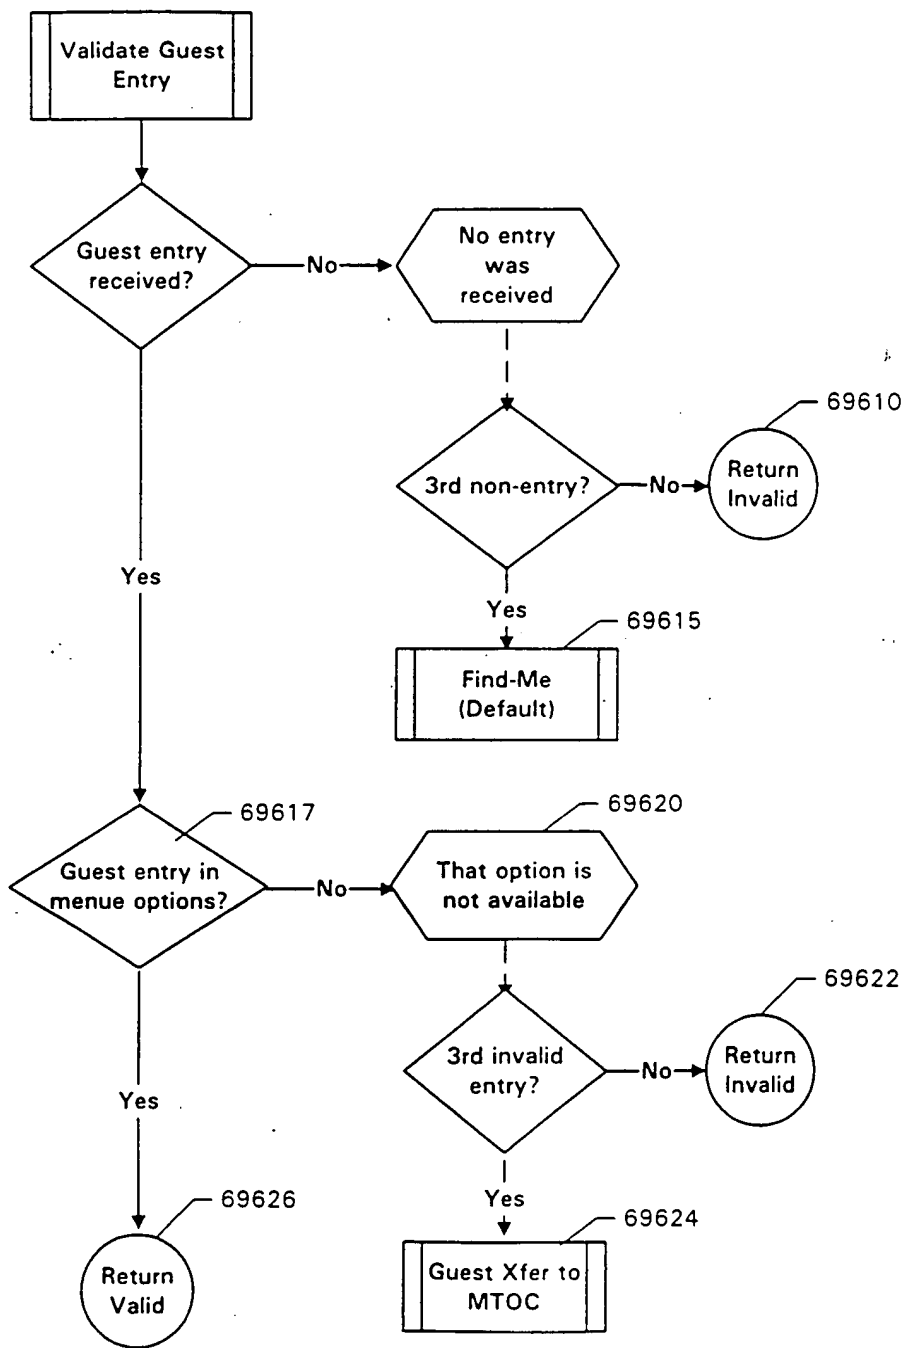 Validate Guest
Entry
Guest entry
received?
No
No entry
was
received
69610
3rd non-entry?
No
Return
Invalid
Yes
Yes
69615
Find-Me
(Default)
69617
69620
Guest entry in
menue options?
No
That option is
not available
69622
3rd invalid
entry?
No
Return
Invalid
Yes
Yes
69626
69624
Return
Valid
Guest Xfer to
MTOC